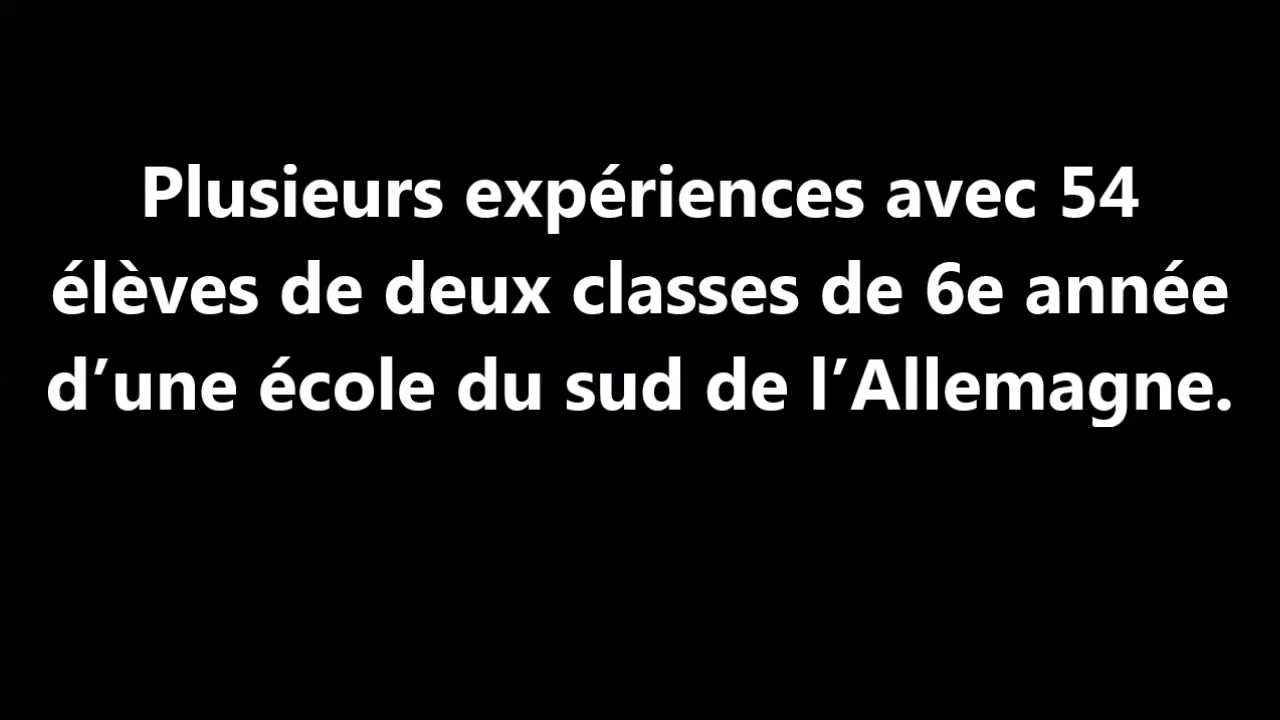 Plusieurs expériences avec 54
élèves de deux classes de 6e année
d’une école du sud de l’Allemagne.